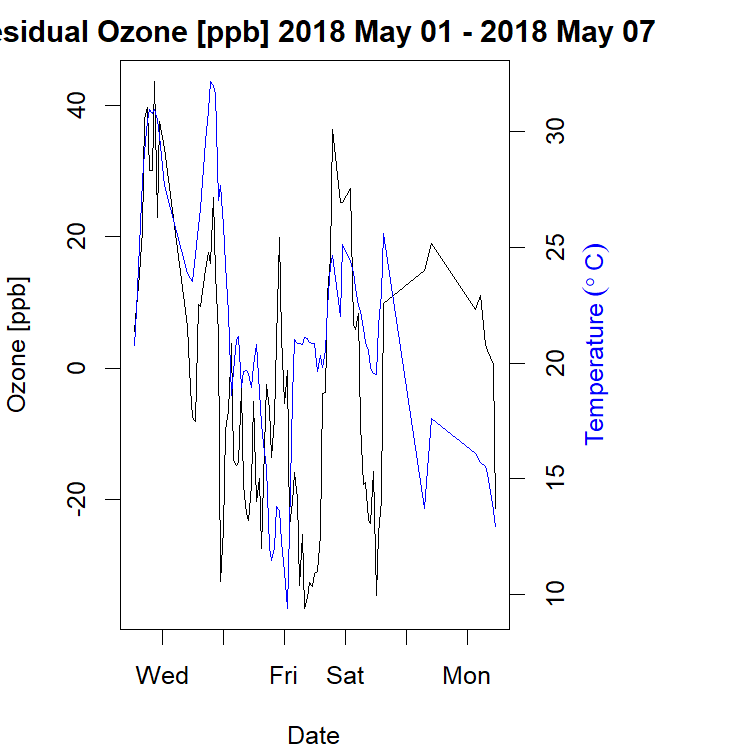 esidual Ozone [ppb] 2018 May 01 - 2018 May 07
40
20
0
-20
Ozone [ppb]
30
25
20
15
10
Temperature (° C)
Wed Fri Sat Mon
Date